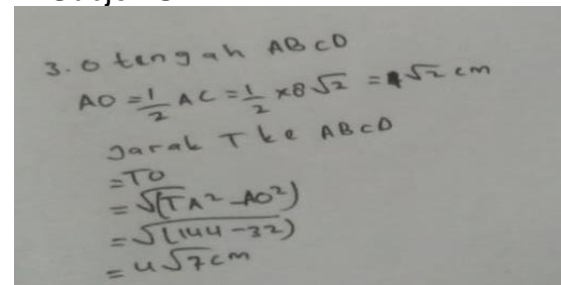 3. O tengah ABCD
AO = 1/2 AC = 1/2 x 8√2 = 4√2 cm
Jarak T ke ABCD
= TO
= √(TA² - AO²)
= √(144 - 32)
= 4√7 cm